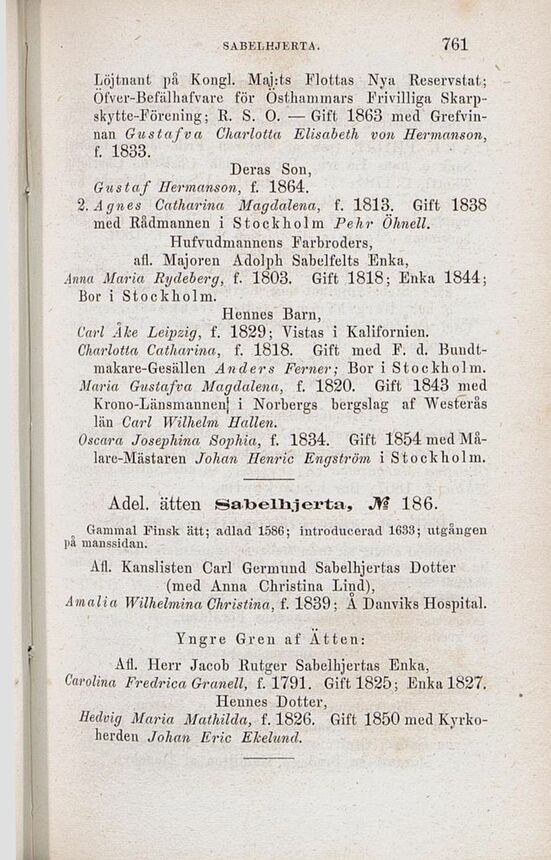 SABELHJERTA. 761
Löjtnant på Kongl. Maj:ts Flottas Nya Reservstat;
Öfver-Befälhafvare för Östhammars Frivilliga Skarp-
skytte-Förening; R. S. O. — Gift 1863 med Grefvin-
nan Gustafva Charlotta Elisabeth von Hermanson,
f. 1833.
Deras Son,
Gustaf Hermanson, f. 1864.
2. Agnes Catharina Magdalena, f. 1813. Gift 1838
med Rådmannen i Stockholm Pehr Öhnell.
Hufvudmannens Farbroders,
afl. Majoren Adolph Sabelfelts Enka,
Anna Maria Rydeberg, f. 1803. Gift 1818; Enka 1844;
Bor i Stockholm.
Hennes Barn,
Carl Åke Leipzig, f. 1829; Vistas i Kalifornien.
Charlotta Catharina, f. 1818. Gift med F. d. Bundt-
makare-Gesällen Anders Ferner; Bor i Stockholm.
Maria Gustafva Magdalena, f. 1820. Gift 1843 med
Krono-Länsmannen i Norbergs bergslag af Westerås
län Carl Wilhelm Hallen.
Oscara Josephina Sophia, f. 1834. Gift 1854 med Må-
lare-Mästaren Johan Henric Engström i Stockholm.
Adel. ätten Sabelhjerta, № 186.
Gammal Finsk ätt; adlad 1586; introducerad 1633; utgången
på manssidan.
Afl. Kanslisten Carl Germund Sabelhjertas Dotter
(med Anna Christina Lind),
Amalia Wilhelmina Christina, f. 1839; Å Danviks Hospital.
Yngre Gren af Ätten:
Afl. Herr Jacob Rutger Sabelhjertas Enka,
Carolina Fredrica Granell, f. 1791. Gift 1825; Enka 1827.
Hennes Dotter,
Hedvig Maria Mathilda, f. 1826. Gift 1850 med Kyrko-
herden Johan Eric Ekelund.